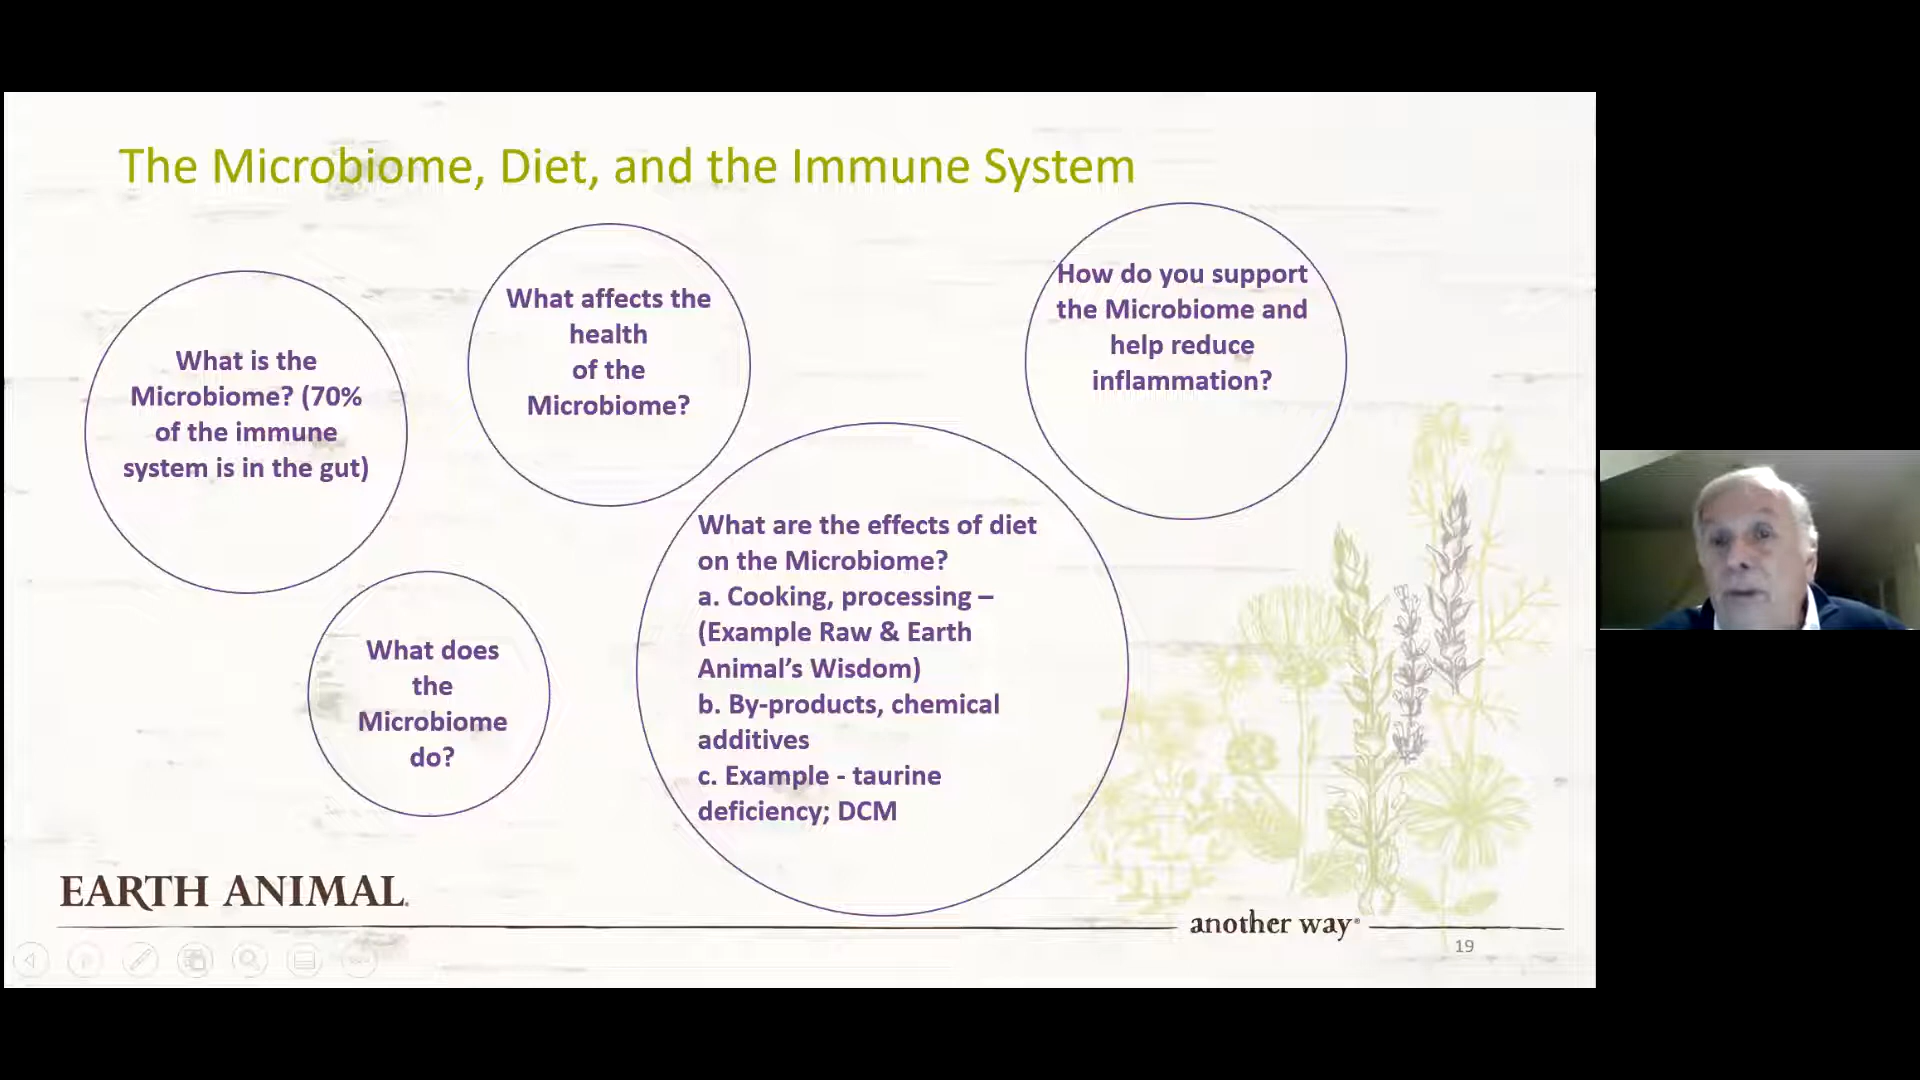 The Microbiome, Diet, and the Immune System
What is the
Microbiome? (70%
of the immune
system is in the gut)
What affects the
health
of the
Microbiome?
How do you support
the Microbiome and
help reduce
inflammation?
What does
the
Microbiome
do?
What are the effects of diet
on the Microbiome?
a. Cooking, processing –
(Example Raw & Earth
Animal’s Wisdom)
b. By-products, chemical
additives
c. Example - taurine
deficiency; DCM
EARTH ANIMAL.
another way®
19